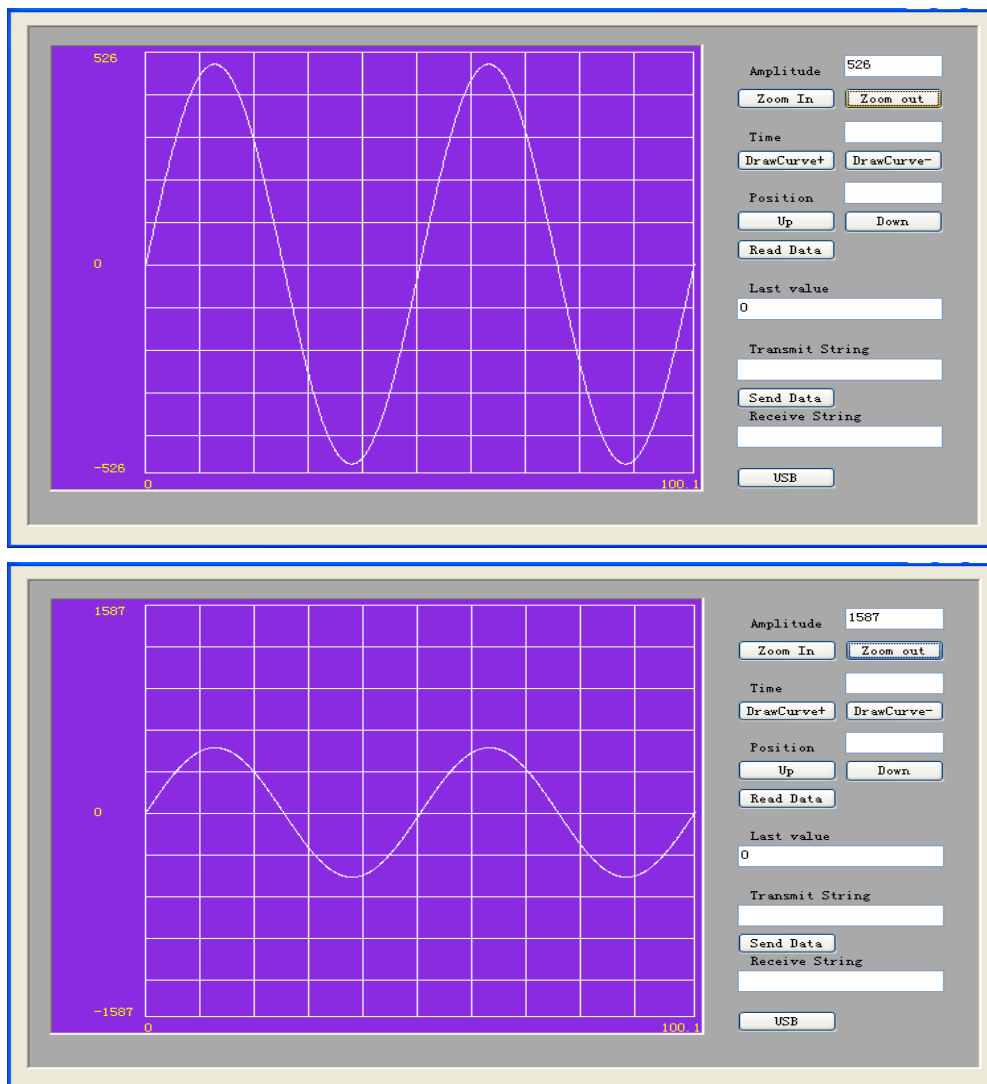 526
Amplitude 526
Zoom In Zoom out
Time
DrawCurve+ DrawCurve-
Position
Up Down
Read Data
0
Last value
0
Transmit String
Send Data
Receive String
-526
0 100.1
USB
1587
Amplitude 1587
Zoom In Zoom out
Time
DrawCurve+ DrawCurve-
Position
Up Down
Read Data
0
Last value
0
Transmit String
Send Data
Receive String
-1587
0 100.1
USB